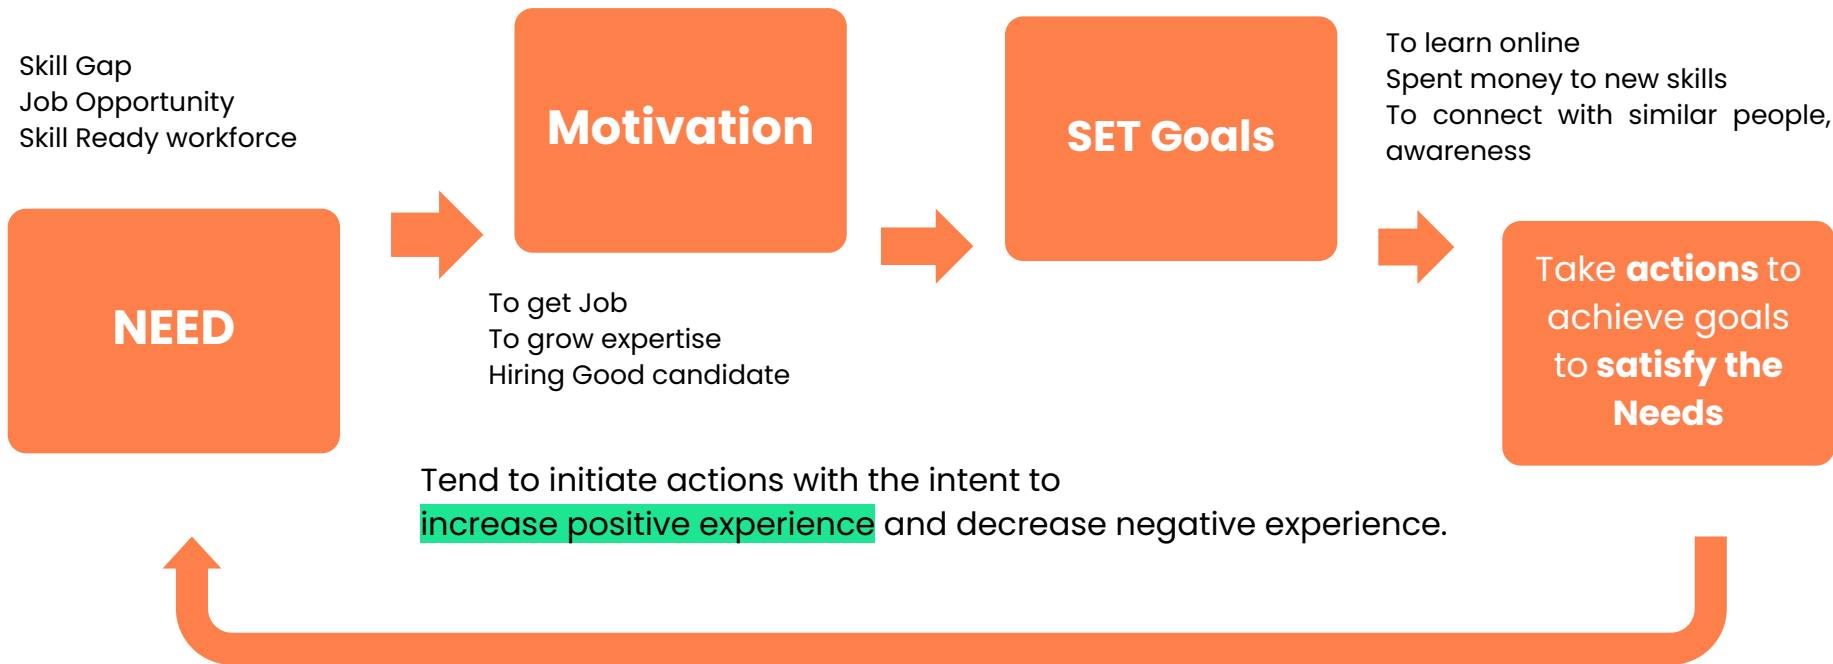 Skill Gap
Job Opportunity
Skill Ready workforce
NEED
Motivation
To get Job
To grow expertise
Hiring Good candidate
SET Goals
To learn online
Spent money to new skills
To connect with similar people,
awareness
Take actions to
achieve goals
to satisfy the
Needs
Tend to initiate actions with the intent to
increase positive experience and decrease negative experience.